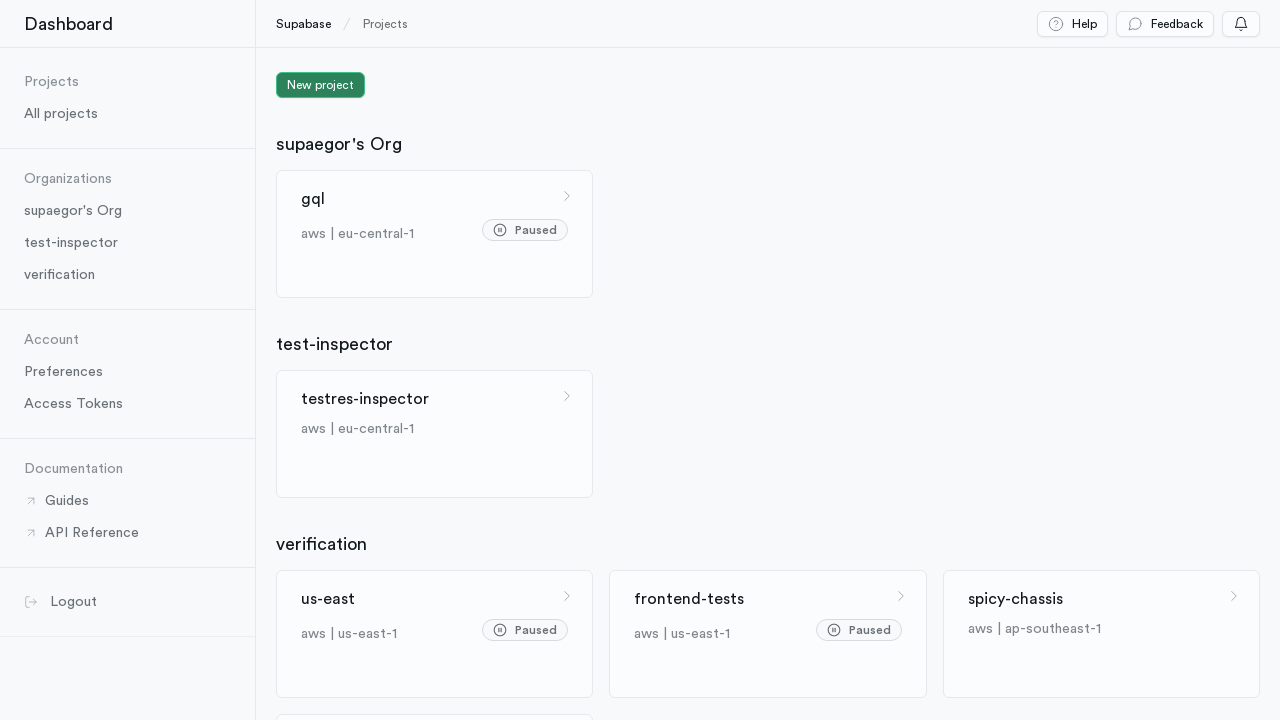 Dashboard
Supabase
Projects
Help
Feedback
Projects
All projects
Organizations
supaegor's Org
test-inspector
verification
Account
Preferences
Access Tokens
Documentation
Guides
API Reference
Logout
New project
supaegor's Org
gql
aws | eu-central-1
Paused
test-inspector
testres-inspector
aws | eu-central-1
verification
us-east
aws | us-east-1
Paused
frontend-tests
aws | us-east-1
Paused
spicy-chassis
aws | ap-southeast-1